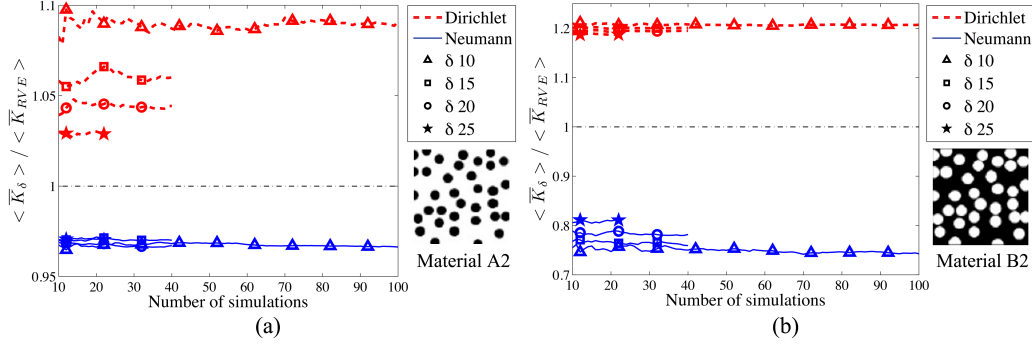 1.1
1.05
1
0.95
< K̅δ > / < K̅RVE >
10 20 30 40 50 60 70 80 90 100
Number of simulations
Dirichlet
Neumann
δ 10
δ 15
δ 20
δ 25
Material A2
(a)
1.2
1.1
1
0.9
0.8
0.7
< K̅δ > / < K̅RVE >
10 20 30 40 50 60 70 80 90 100
Number of simulations
Dirichlet
Neumann
δ 10
δ 15
δ 20
δ 25
Material B2
(b)